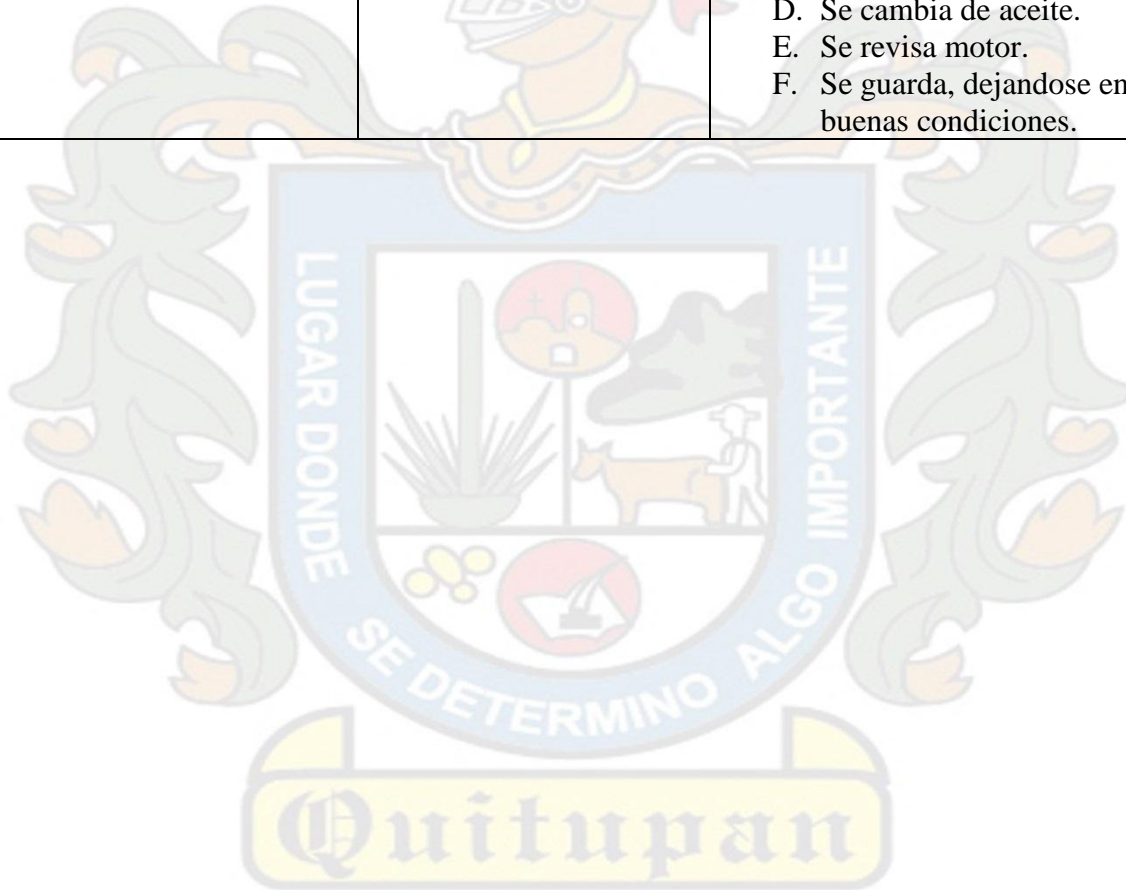 D. Se cambia de aceite.
E. Se revisa motor.
F. Se guarda, dejandose en
buenas condiciones.
LUGAR DONDE SE DETERMINO ALGO IMPORTANTE
Quitupan